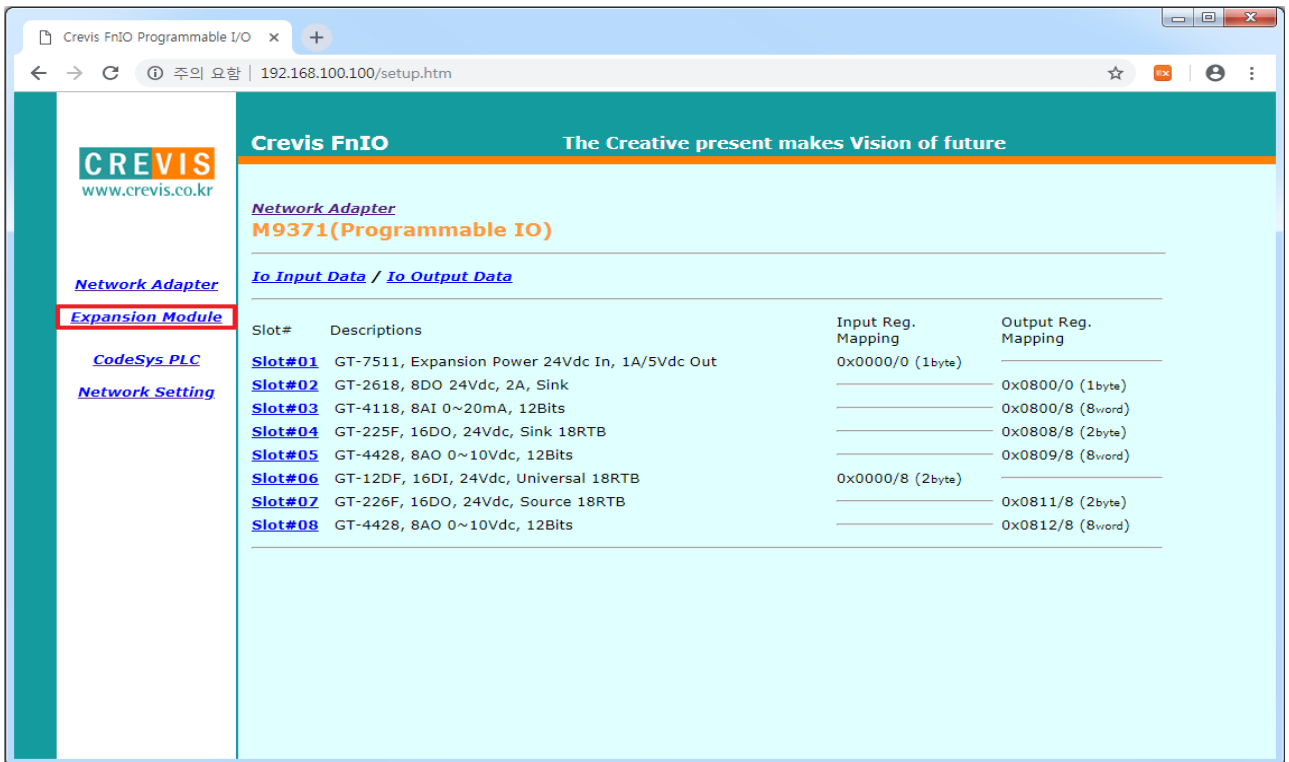 Crevis FnIO Programmable I/O
주의 요함 | 192.168.100.100/setup.htm
EX
CREVIS
www.crevis.co.kr
Network Adapter
Expansion Module
CodeSys PLC
Network Setting
Crevis FnIO The Creative present makes Vision of future
Network Adapter
M9371(Programmable IO)
Io Input Data / Io Output Data
Slot# Descriptions Input Reg. Mapping Output Reg. Mapping
Slot#01 GT-7511, Expansion Power 24Vdc In, 1A/5Vdc Out 0x0000/0 (1byte)
Slot#02 GT-2618, 8DO 24Vdc, 2A, Sink 0x0800/0 (1byte)
Slot#03 GT-4118, 8AI 0~20mA, 12Bits 0x0800/8 (8word)
Slot#04 GT-225F, 16DO, 24Vdc, Sink 18RTB 0x0808/8 (2byte)
Slot#05 GT-4428, 8AO 0~10Vdc, 12Bits 0x0809/8 (8word)
Slot#06 GT-12DF, 16DI, 24Vdc, Universal 18RTB 0x0000/8 (2byte)
Slot#07 GT-226F, 16DO, 24Vdc, Source 18RTB 0x0811/8 (2byte)
Slot#08 GT-4428, 8AO 0~10Vdc, 12Bits 0x0812/8 (8word)